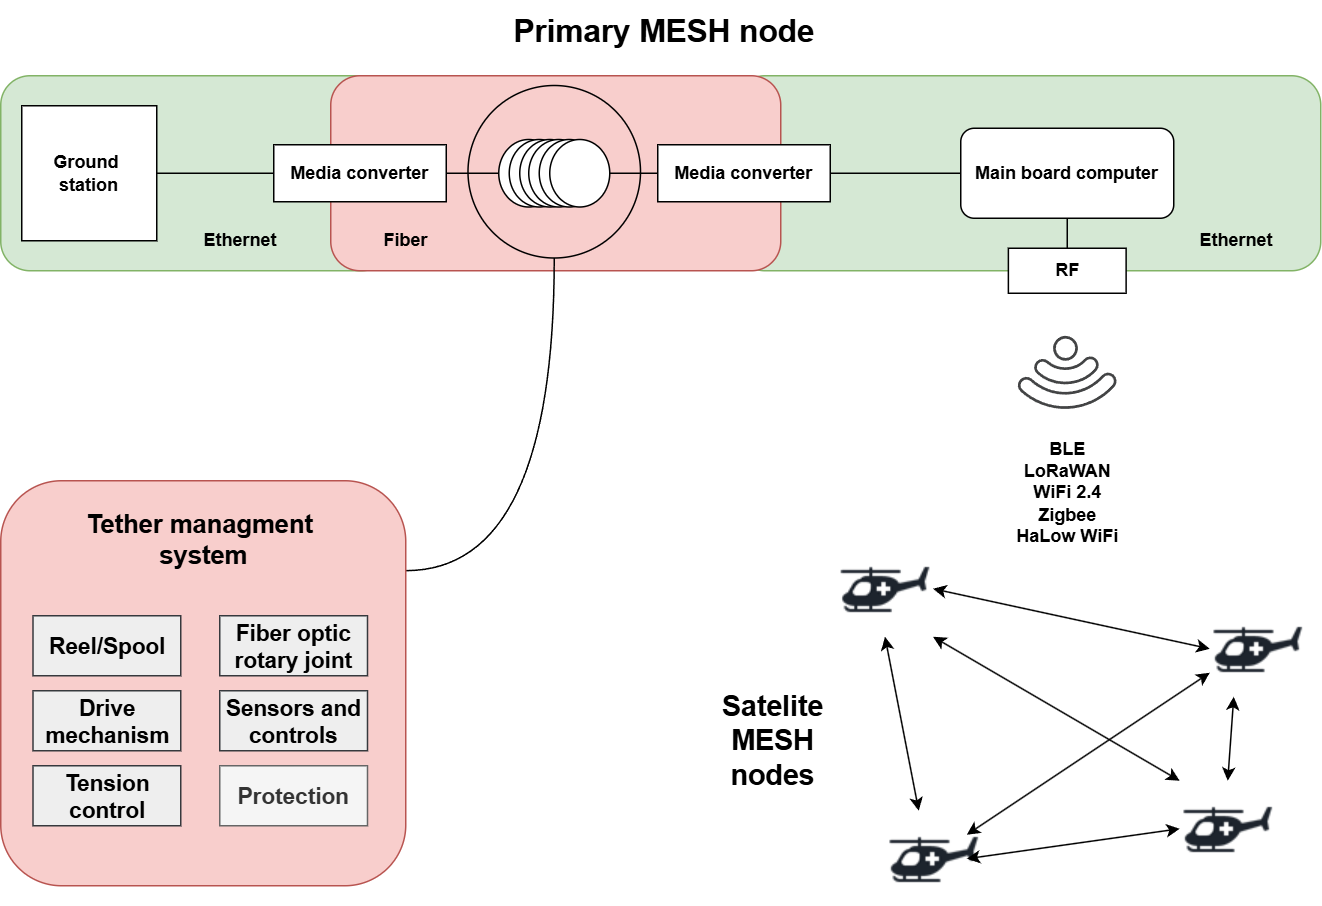 Primary MESH node
Ground
station
Media converter
Media converter
Main board computer
Ethernet
Fiber
Ethernet
RF
BLE
LoRaWAN
WiFi 2.4
Zigbee
HaLow WiFi
Tether managment
system
Reel/Spool
Fiber optic
rotary joint
Drive
mechanism
Sensors and
controls
Tension
control
Protection
Satelite
MESH
nodes